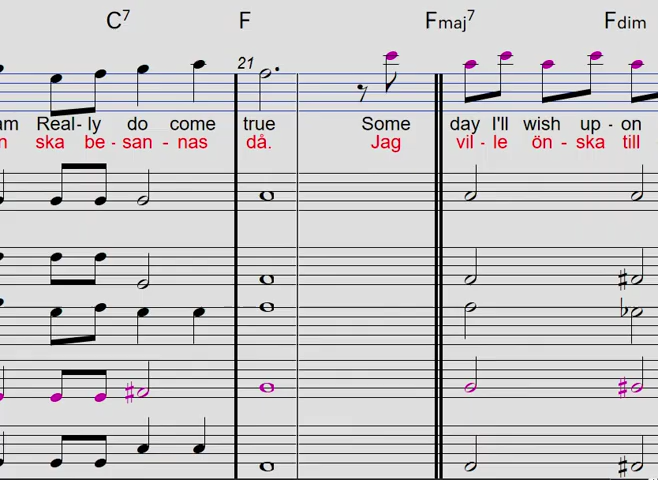 C7 F Fmaj7 Fdim
21
am Real- ly do come true Some day I'll wish up - on
n ska be - san - nas då. Jag vil - le ön - ska till